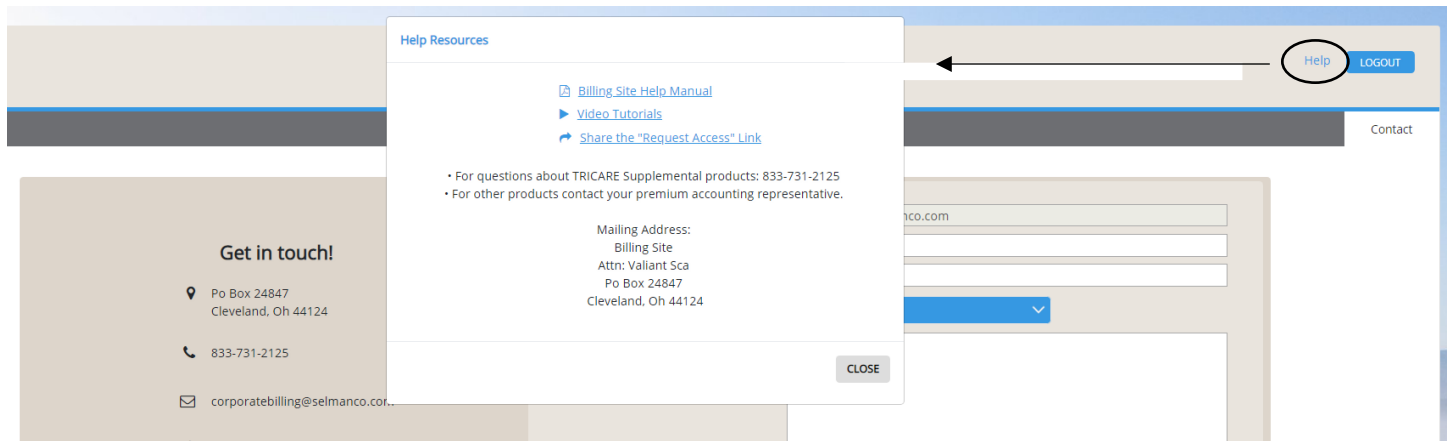 Help Resources
Help
LOGOUT
Billing Site Help Manual
Video Tutorials
Share the "Request Access" Link
Contact
• For questions about TRICARE Supplemental products: 833-731-2125
• For other products contact your premium accounting representative.
Mailing Address:
Billing Site
Attn: Valiant Sca
Po Box 24847
Cleveland, Oh 44124
CLOSE
Get in touch!
Po Box 24847
Cleveland, Oh 44124
833-731-2125
corporatebilling@selmanco.com
nco.com